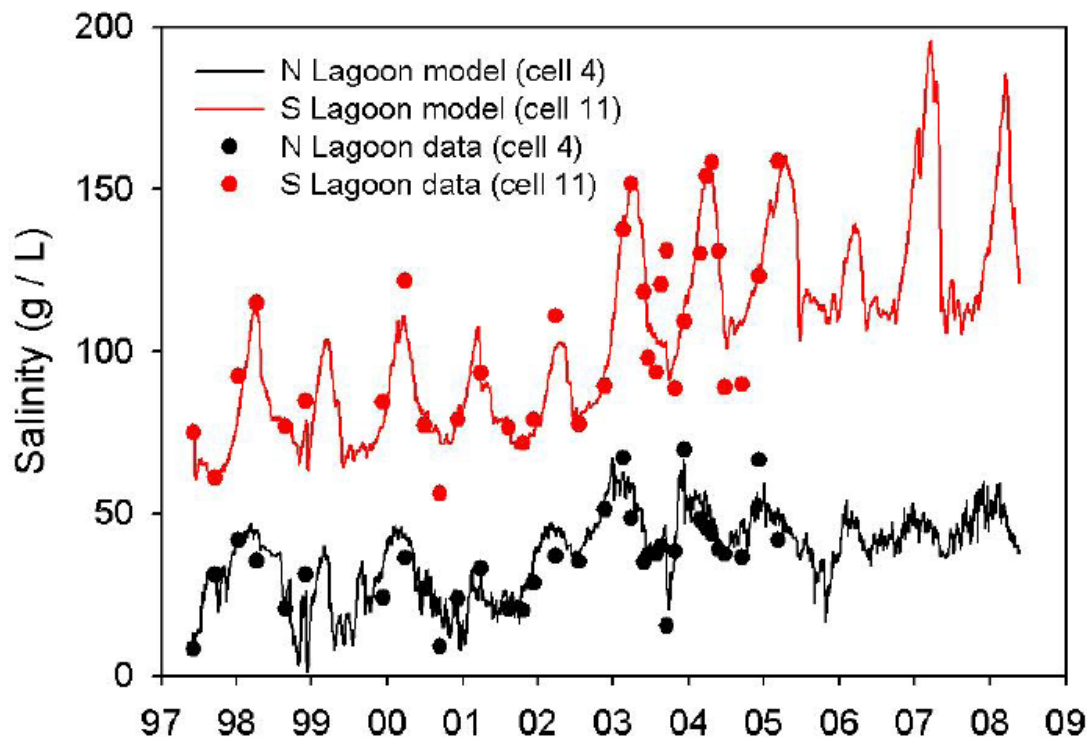 200
N Lagoon model (cell 4)
S Lagoon model (cell 11)
N Lagoon data (cell 4)
S Lagoon data (cell 11)
150
Salinity (g / L)
100
50
0
97 98 99 00 01 02 03 04 05 06 07 08 09